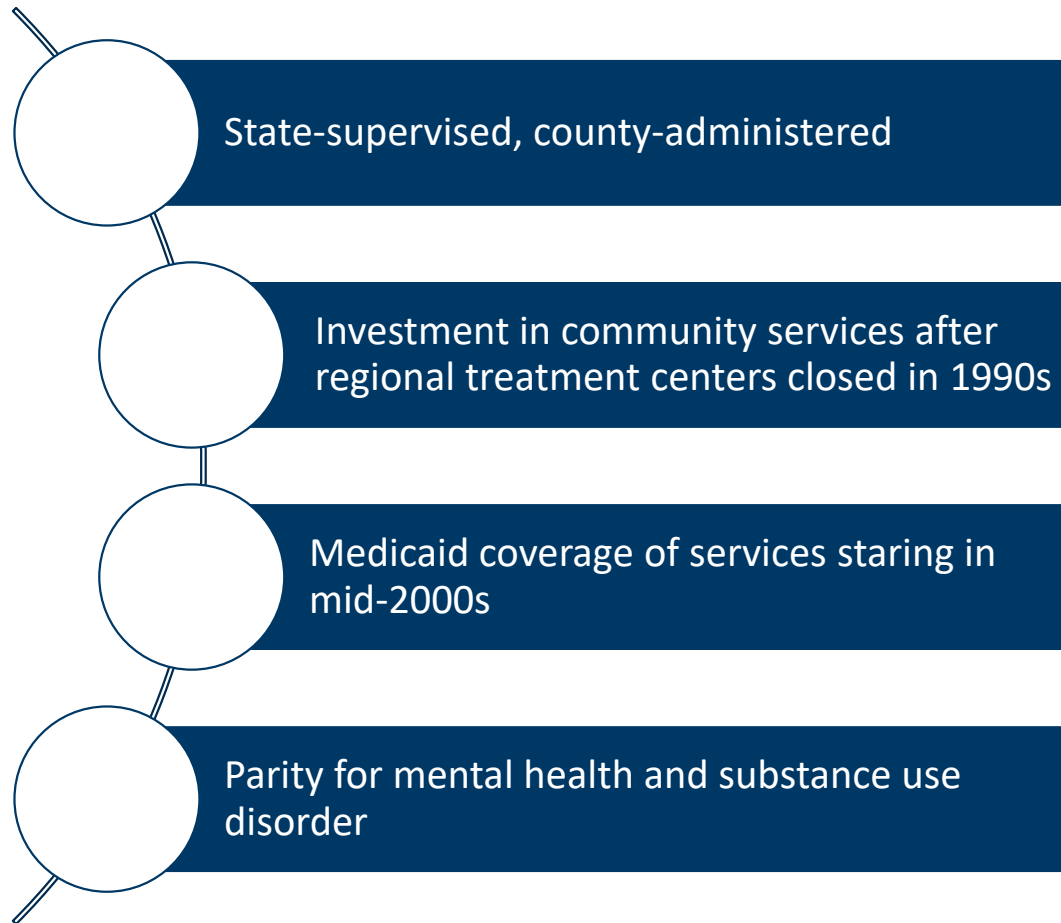 State-supervised, county-administered
Investment in community services after
regional treatment centers closed in 1990s
Medicaid coverage of services staring in
mid-2000s
Parity for mental health and substance use
disorder